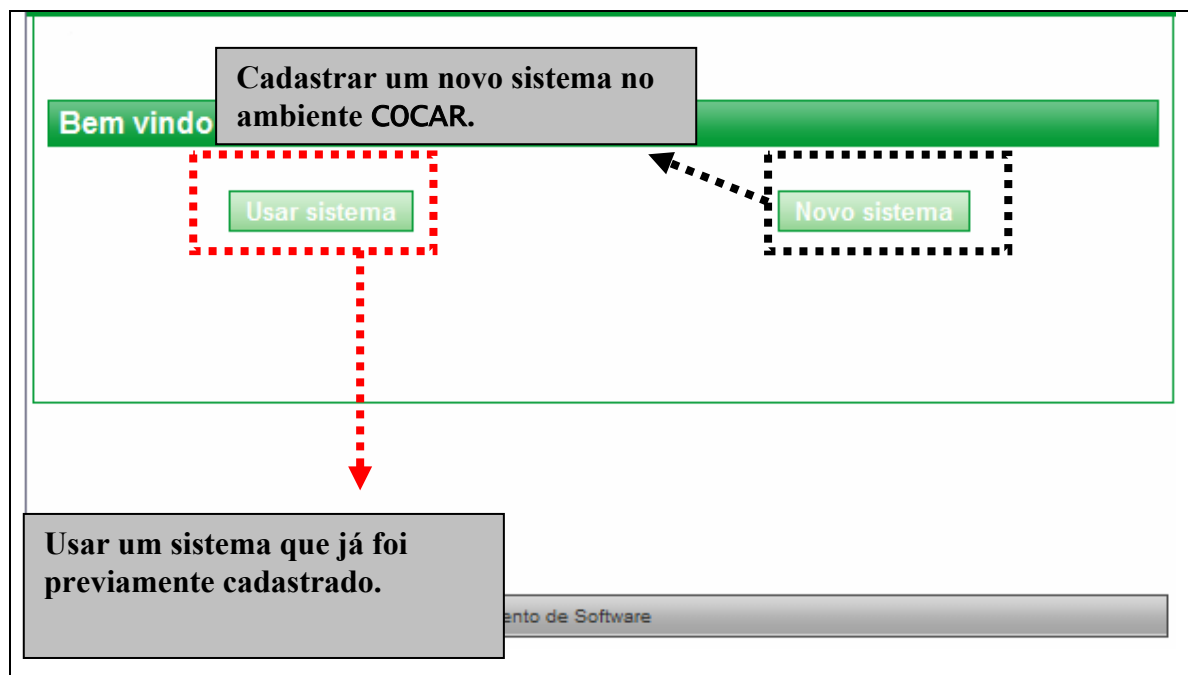 Cadastrar um novo sistema no
ambiente COCAR.
Bem vindo
Usar sistema
Novo sistema
Usar um sistema que já foi
previamente cadastrado.
ento de Software